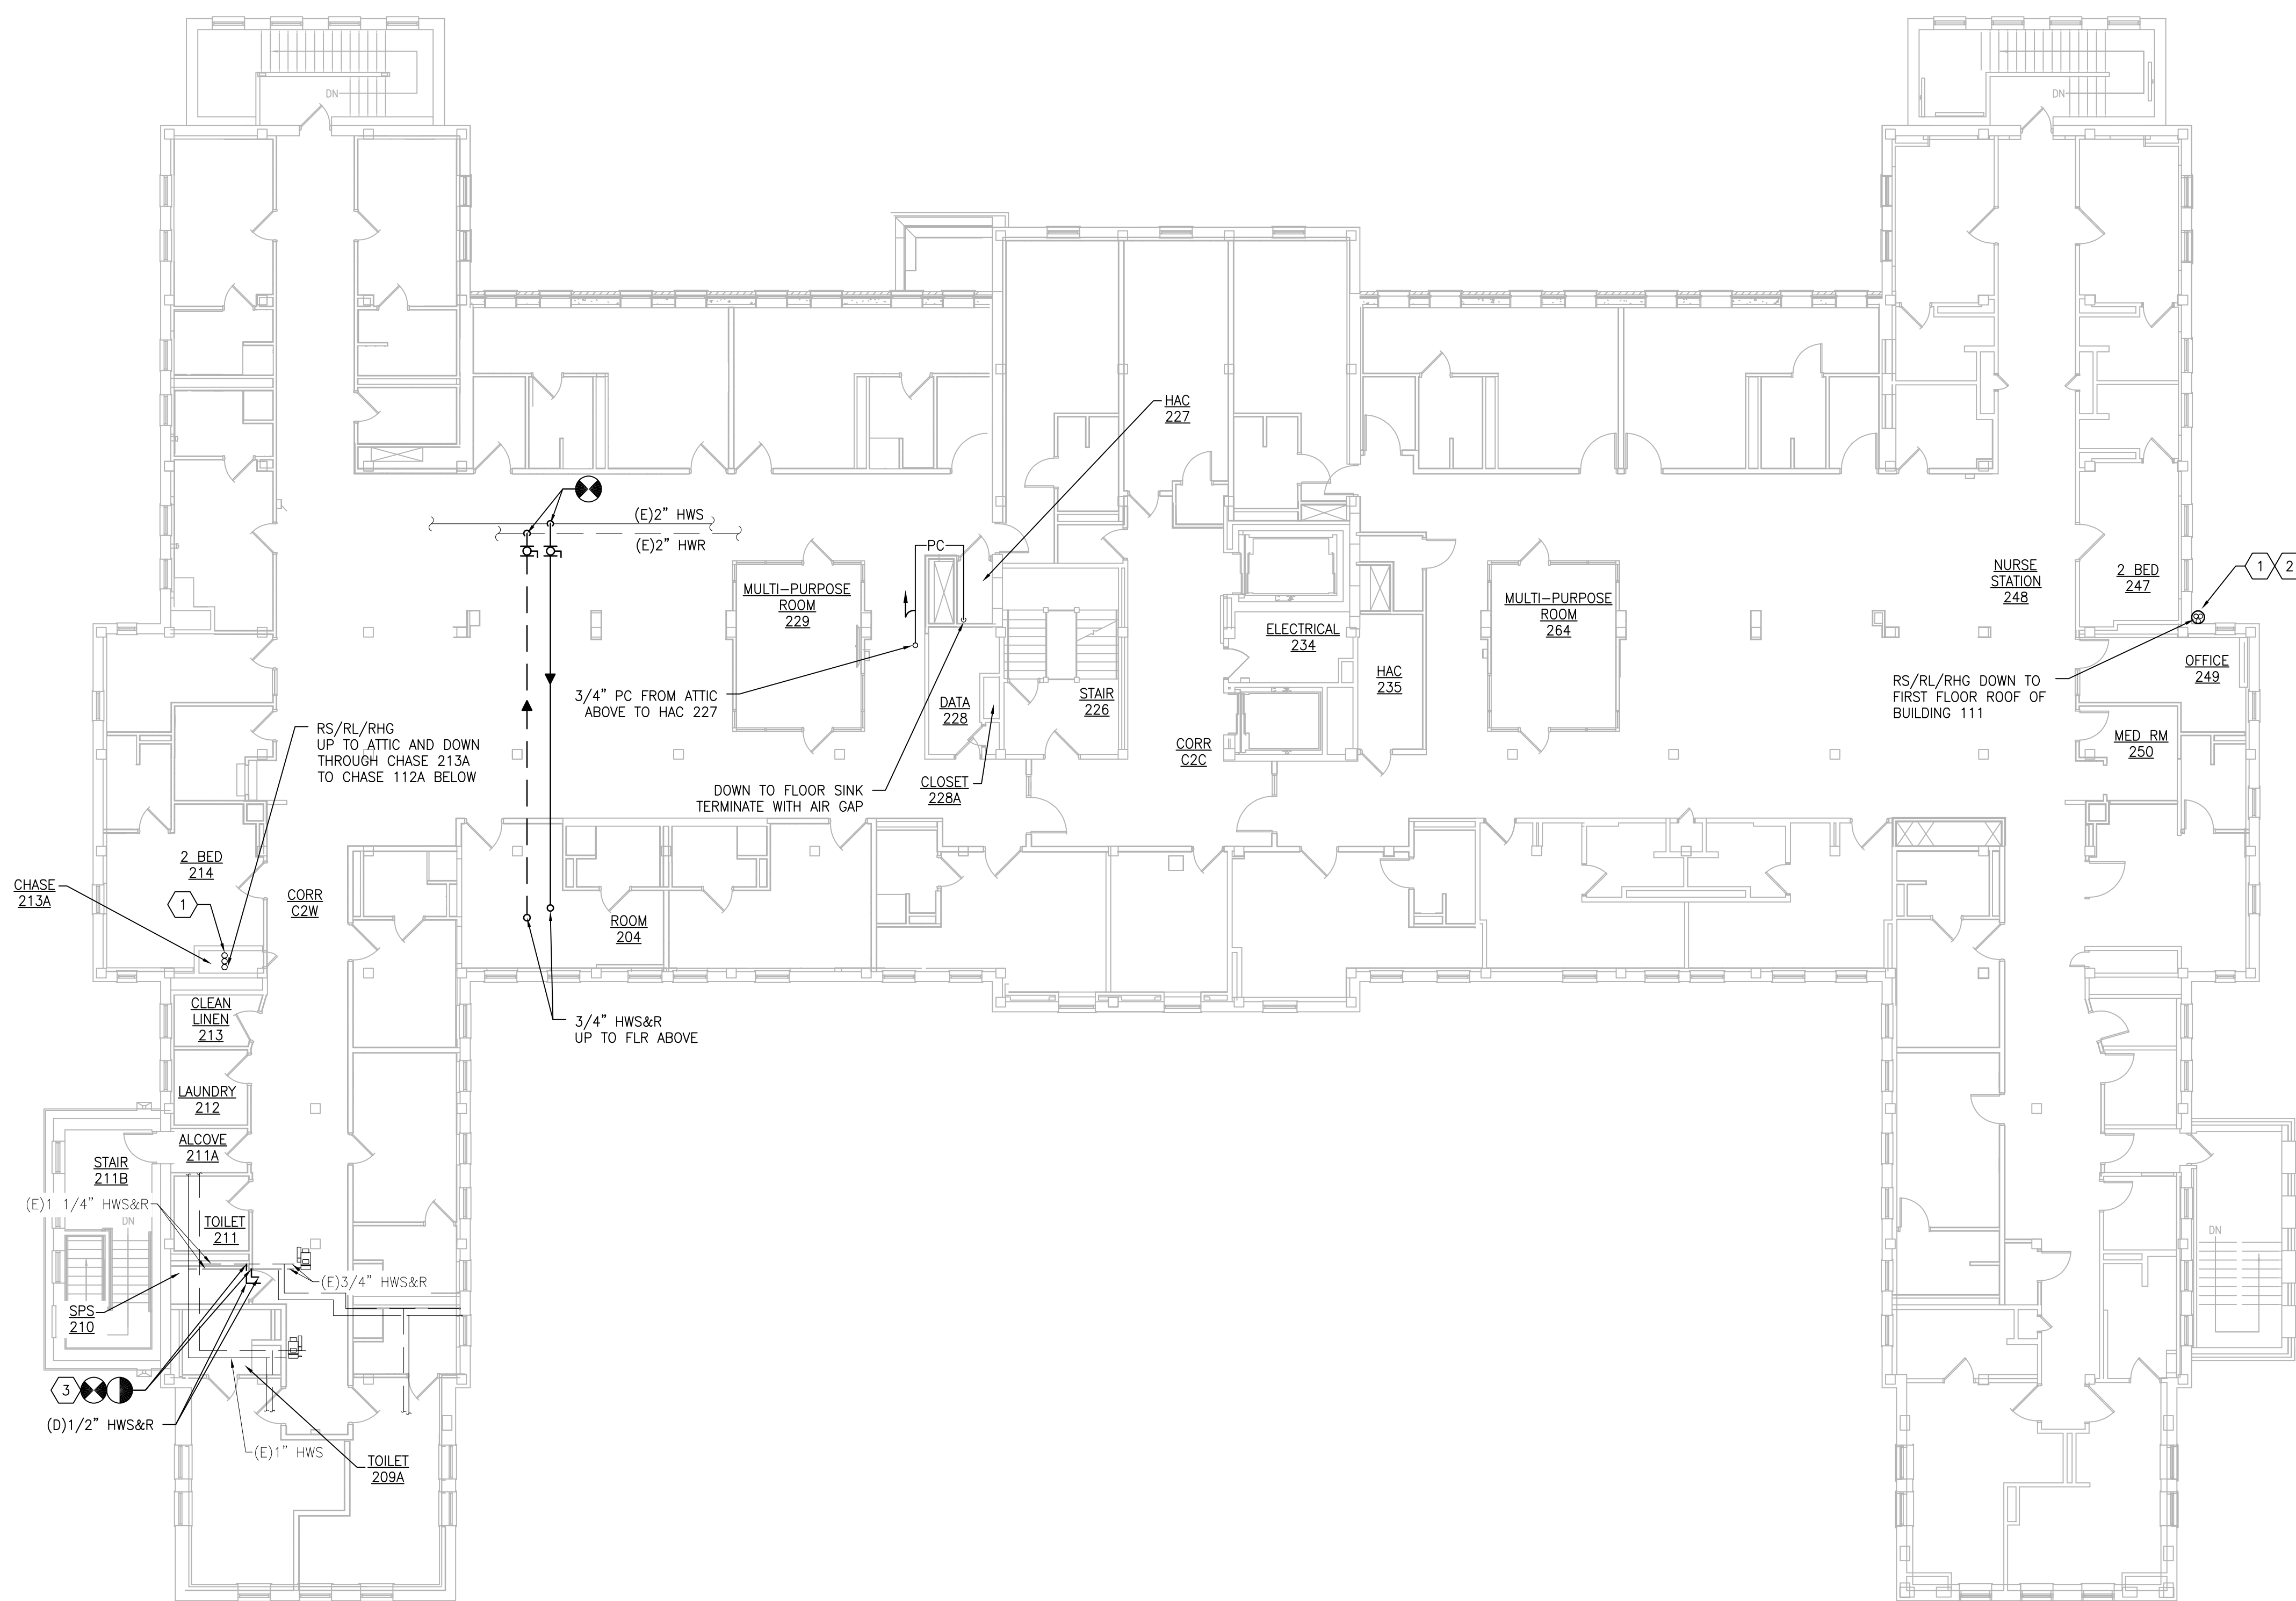 DN
DN
HAC
227
(E)2" HWS
(E)2" HWR
PC
MULTI-PURPOSE
ROOM
229
MULTI-PURPOSE
ROOM
264
NURSE
STATION
248
2 BED
247
1
2
ELECTRICAL
234
HAC
235
OFFICE
249
RS/RL/RHG DOWN TO
FIRST FLOOR ROOF OF
BUILDING 111
3/4" PC FROM ATTIC
ABOVE TO HAC 227
DATA
228
STAIR
226
RS/RL/RHG
UP TO ATTIC AND DOWN
THROUGH CHASE 213A
TO CHASE 112A BELOW
CORR
C2C
MED RM
250
DOWN TO FLOOR SINK
TERMINATE WITH AIR GAP
CLOSET
228A
2 BED
214
CHASE
213A
1
CORR
C2W
ROOM
204
CLEAN
LINEN
213
3/4" HWS&R
UP TO FLR ABOVE
LAUNDRY
212
ALCOVE
211A
STAIR
211B
(E)1 1/4" HWS&R
DN
TOILET
211
DN
(E)3/4" HWS&R
SPS
210
3
(D)1/2" HWS&R
(E)1" HWS
TOILET
209A